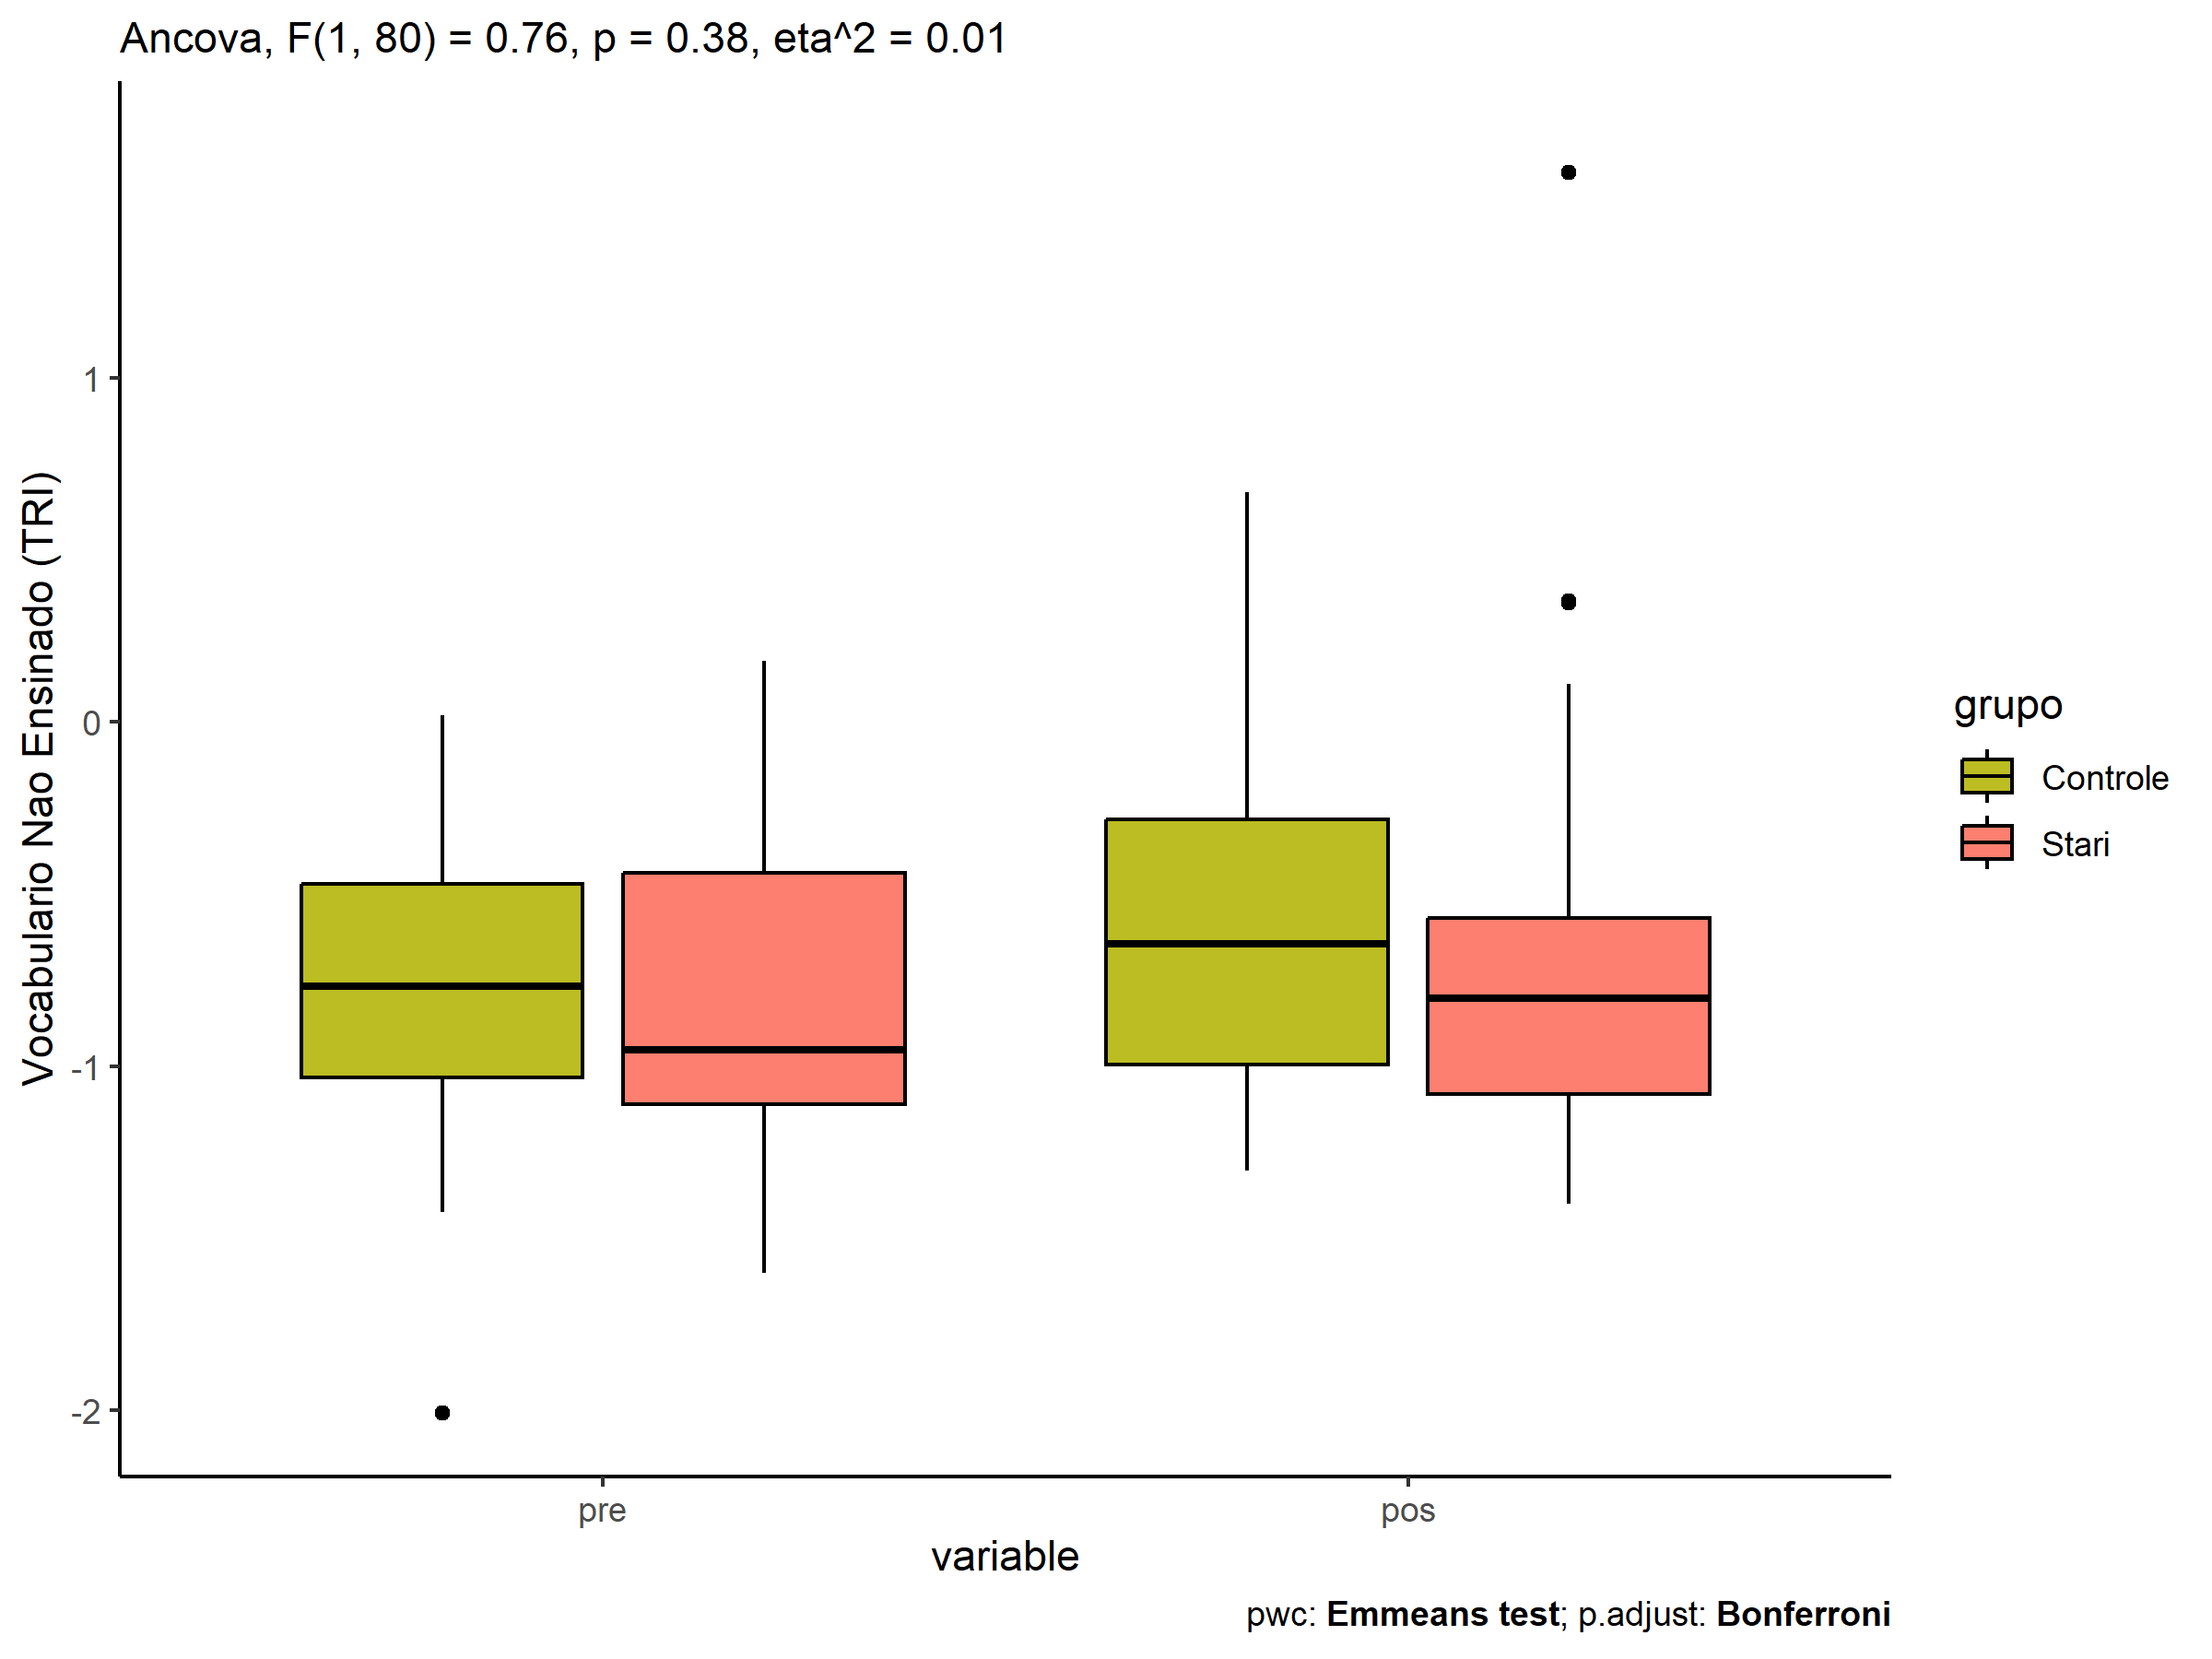 Ancova, F(1, 80) = 0.76, p = 0.38, eta^2 = 0.01
Vocabulario Nao Ensinado (TRI)
1
0
-1
-2
pre
pos
variable
grupo
Controle
Stari
pwc: Emmeans test; p.adjust: Bonferroni